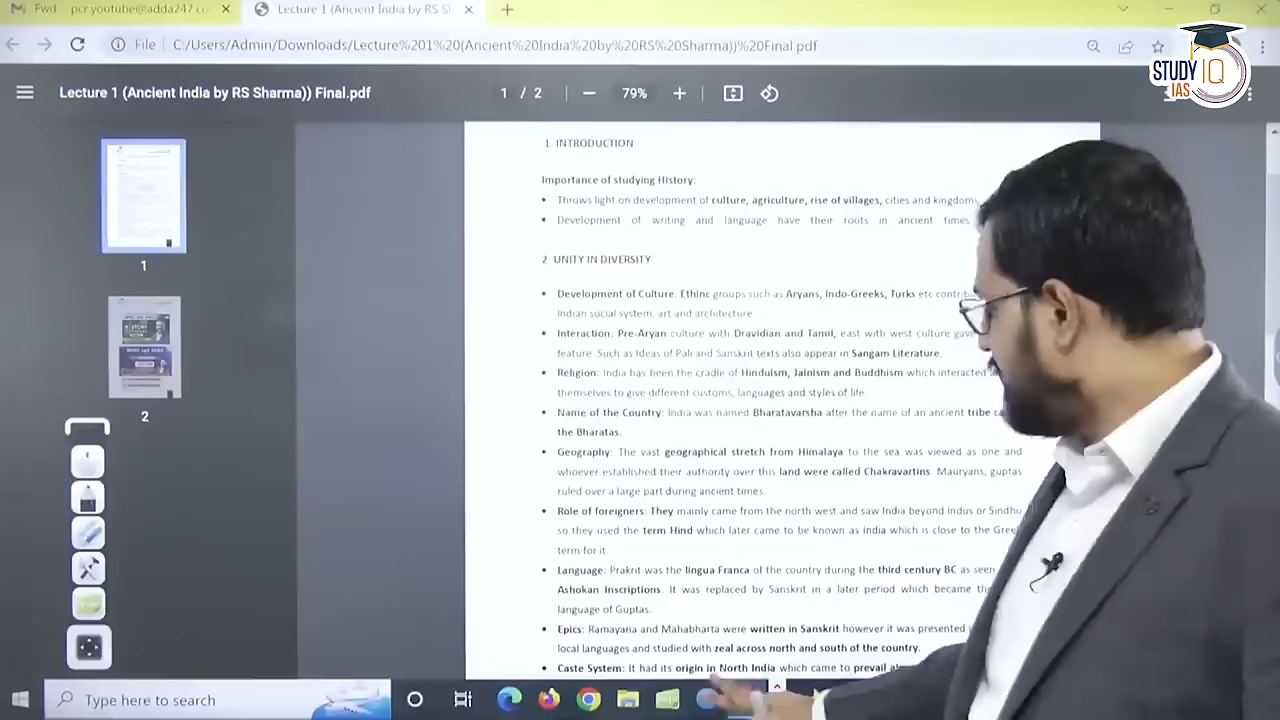 Fwd pcr.youtube@adda247.co
Lecture 1 (Ancient India by RS S
File C:/Users/Admin/Downloads/Lecture%201%20(Ancient%20India%20by%20RS%20Sharma))%20Final.pdf
STUDY IQ
IAS
Lecture 1 (Ancient India by RS Sharma)) Final.pdf
1 / 2
79%
1. INTRODUCTION
Importance of studying History:
• Throws light on development of culture, agriculture, rise of villages, cities and kingdom
• Development of writing and language have their roots in ancient times
2. UNITY IN DIVERSITY
• Development of Culture: Ethinc groups such as Aryans, Indo-Greeks, Turks etc
Indian social system, art and architecture
• Interaction: Pre-Aryan culture with Dravidian and Tamil, east with west culture gave
feature. Such as Ideas of Pali and Sanskrit texts also appear in Sangam Literature.
• Religion: India has been the cradle of Hinduism, Jainism and Buddhism which interacted
themselves to give different customs, languages and styles of life
• Name of the Country: India was named Bharatavarsha after the name of an ancient tribe
the Bharatas.
• Geography: The vast geographical stretch from Himalaya to the sea was viewed as one and
whoever established their authority over this land were called Chakravartins. Mauryans, guptas
ruled over a large part during ancient times.
• Role of foreigners: They mainly came from the north west and saw India beyond indus or Sindhu
so they used the term Hind which later came to be known as India which is close to the Gree
term for it.
• Language: Prakrit was the lingua Franca of the country during the third century BC as seen
Ashokan Inscriptions. It was replaced by Sanskrit in a later period which became th
language of Guptas.
• Epics: Ramayana and Mahabharta were written in Sanskrit however it was presented
local languages and studied with zeal across north and south of the country.
• Caste System: It had its origin in North India which came to prevail
1
2
Type here to search